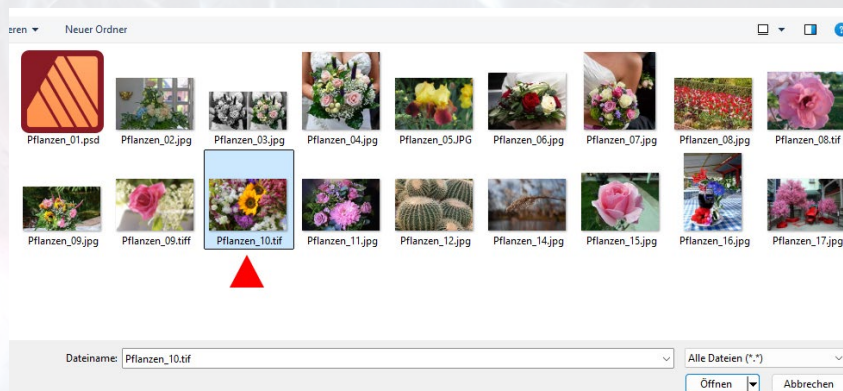 eren Neuer Ordner
Pflanzen_01.psd Pflanzen_02.jpg Pflanzen_03.jpg Pflanzen_04.jpg Pflanzen_05.JPG Pflanzen_06.jpg Pflanzen_07.jpg Pflanzen_08.jpg Pflanzen_08.tif
Pflanzen_09.jpg Pflanzen_09.tiff Pflanzen_10.tif Pflanzen_11.jpg Pflanzen_12.jpg Pflanzen_14.jpg Pflanzen_15.jpg Pflanzen_16.jpg Pflanzen_17.jpg
Dateiname: Pflanzen_10.tif Alle Dateien (*.*)
Öffnen Abbrechen